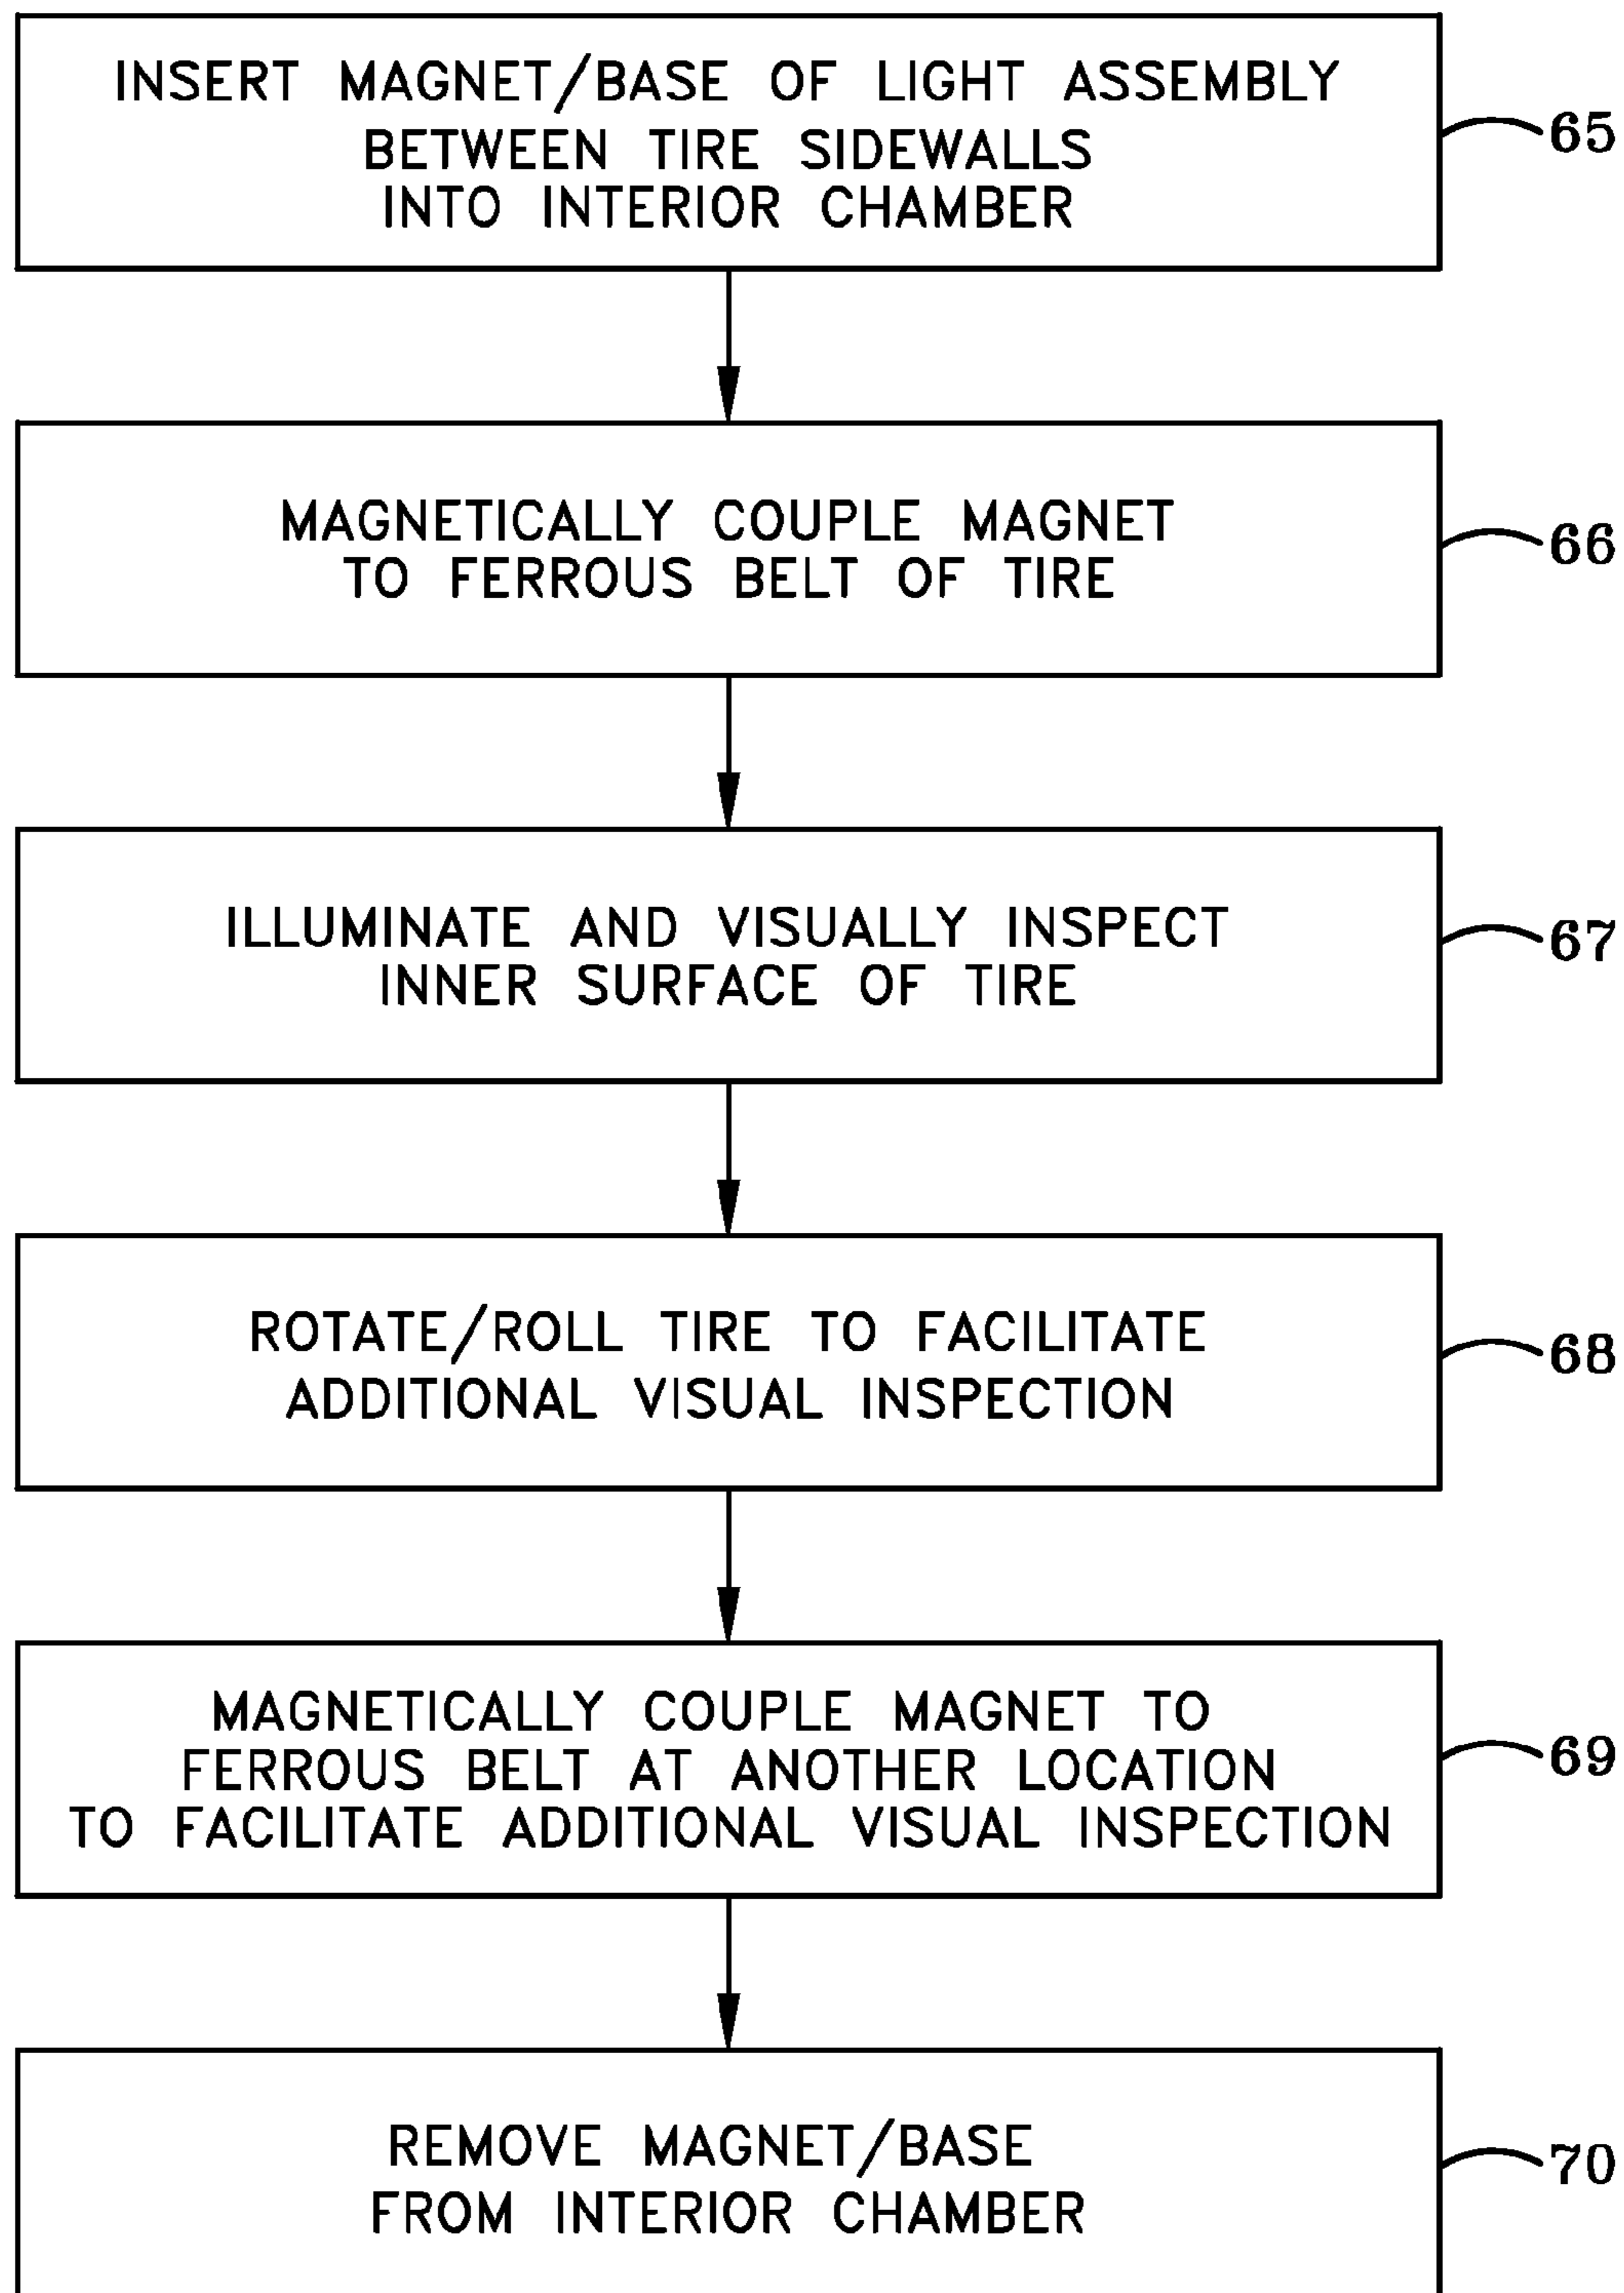 INSERT MAGNET/BASE OF LIGHT ASSEMBLY
BETWEEN TIRE SIDEWALLS
INTO INTERIOR CHAMBER
65
MAGNETICALLY COUPLE MAGNET
TO FERROUS BELT OF TIRE
66
ILLUMINATE AND VISUALLY INSPECT
INNER SURFACE OF TIRE
67
ROTATE/ROLL TIRE TO FACILITATE
ADDITIONAL VISUAL INSPECTION
68
MAGNETICALLY COUPLE MAGNET TO
FERROUS BELT AT ANOTHER LOCATION
TO FACILITATE ADDITIONAL VISUAL INSPECTION
69
REMOVE MAGNET/BASE
FROM INTERIOR CHAMBER
70